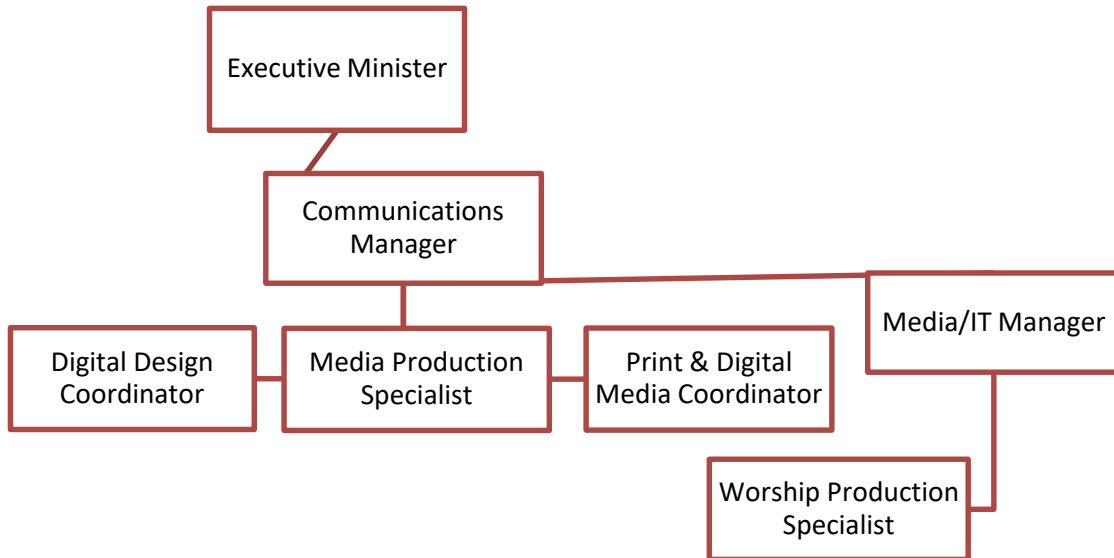 Executive Minister
Communications
Manager
Media/IT Manager
Digital Design
Coordinator
Media Production
Specialist
Print & Digital
Media Coordinator
Worship Production
Specialist